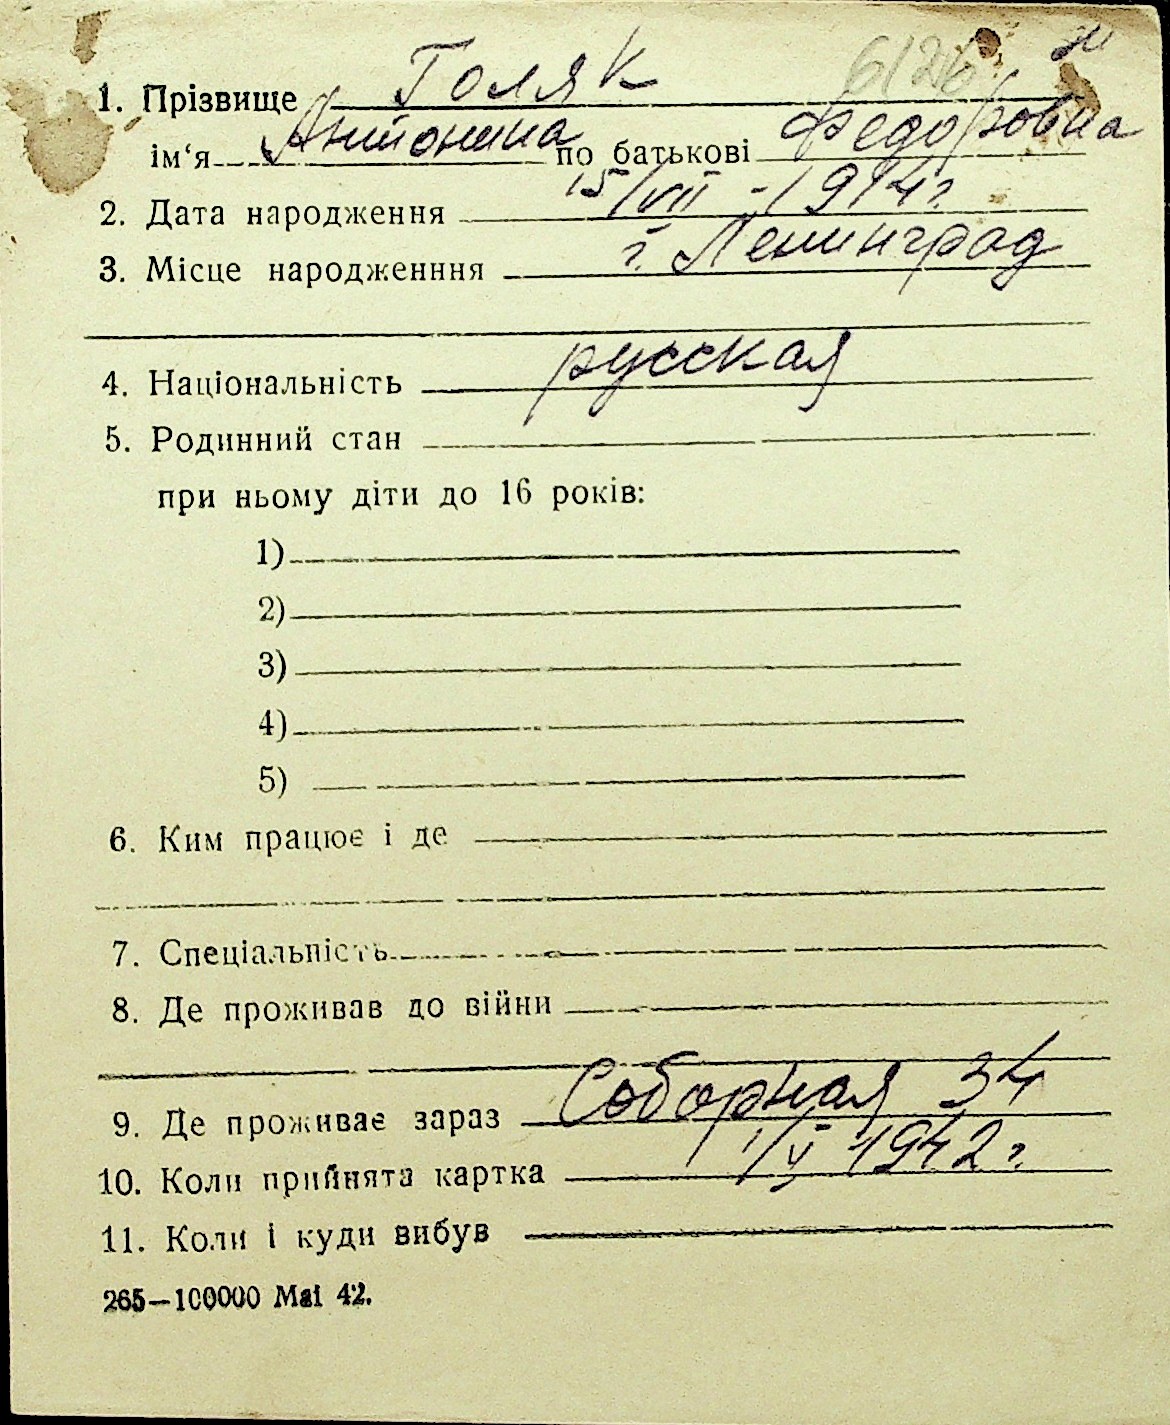 6126
1. Прізвище Голяк
ім‘я Антонина по батькові Федоровна
2. Дата народження 15/VII - 1914 г
3. Місце народженння г. Ленинград
4. Національність русская
5. Родинний стан
при ньому діти до 16 років:
1)
2)
3)
4)
5)
6. Ким працює і де
7. Спеціальність
8. Де проживав до війни
9. Де проживає зараз Соборная 34
10. Коли прийнята картка 1/V 1942 г.
11. Коли і куди вибув
265—100000 Mai 42.